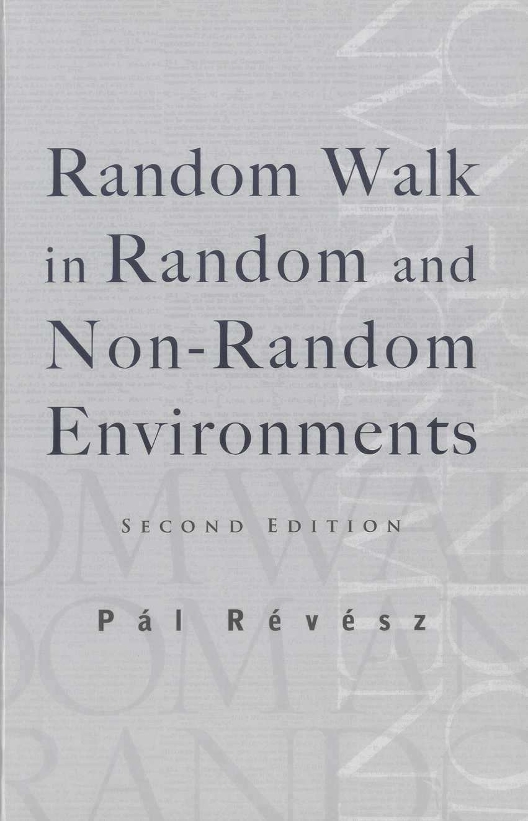 Random Walk
in Random and
Non-Random
Environments
SECOND EDITION
Pál Révész